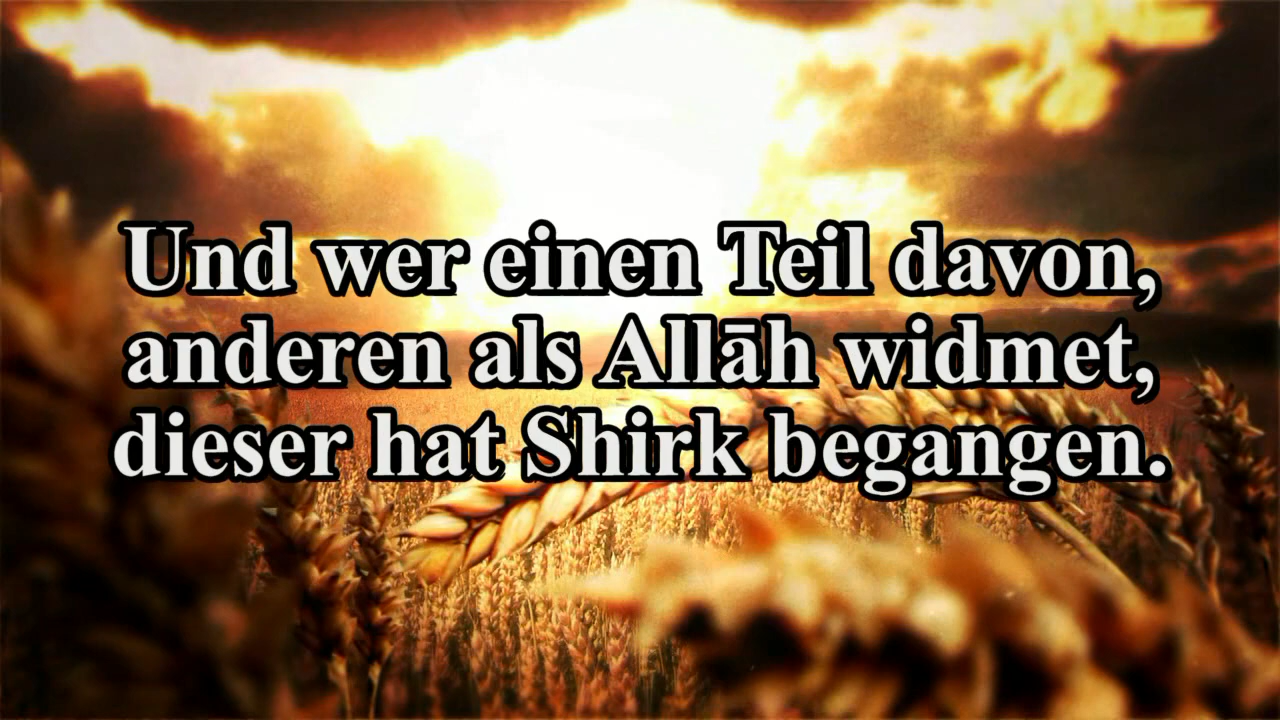 Und wer einen Teil davon,
anderen als Allāh widmet,
dieser hat Shirk begangen.